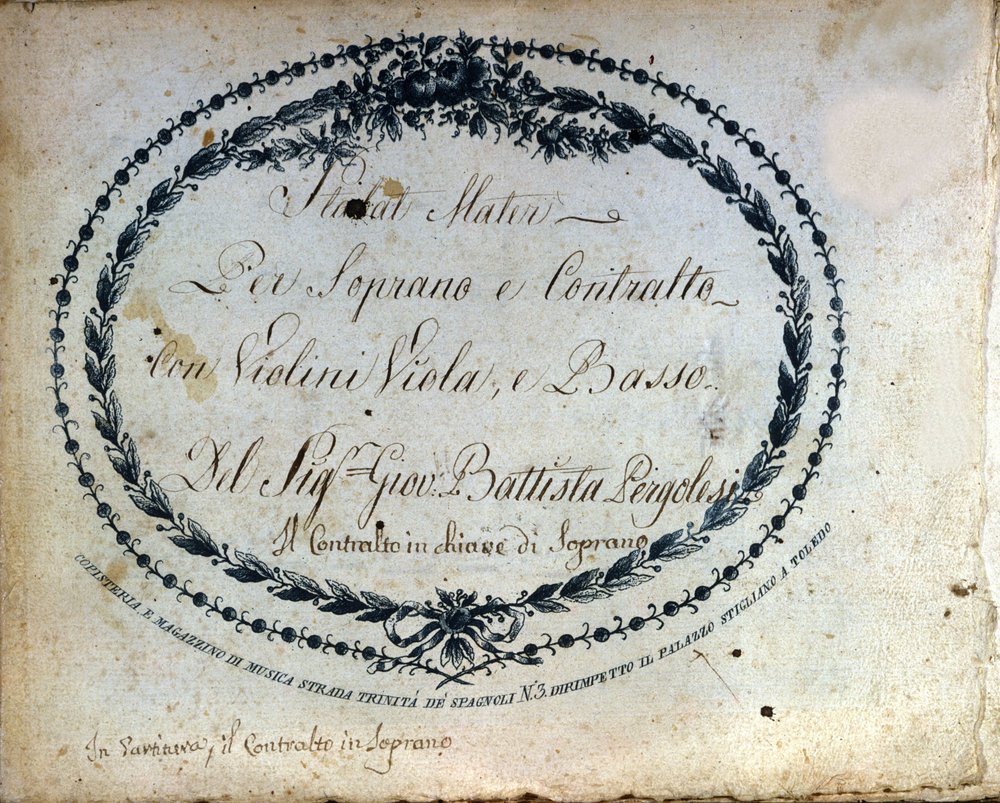 Stabat Mater
Per Soprano e Contralto
Con Violini Viola, e Basso.
Del Sig.r Giov: Battista Pergolesi
Il Contralto in chiave di Soprano
COPISTERIA E MAGAZZINO DI MUSICA STRADA TRINITÁ DE' SPAGNOLI N.3. DIRIMPETTO IL PALAZZO STIGLIANO A TOLEDO
In Partitura, il Contralto in Soprano